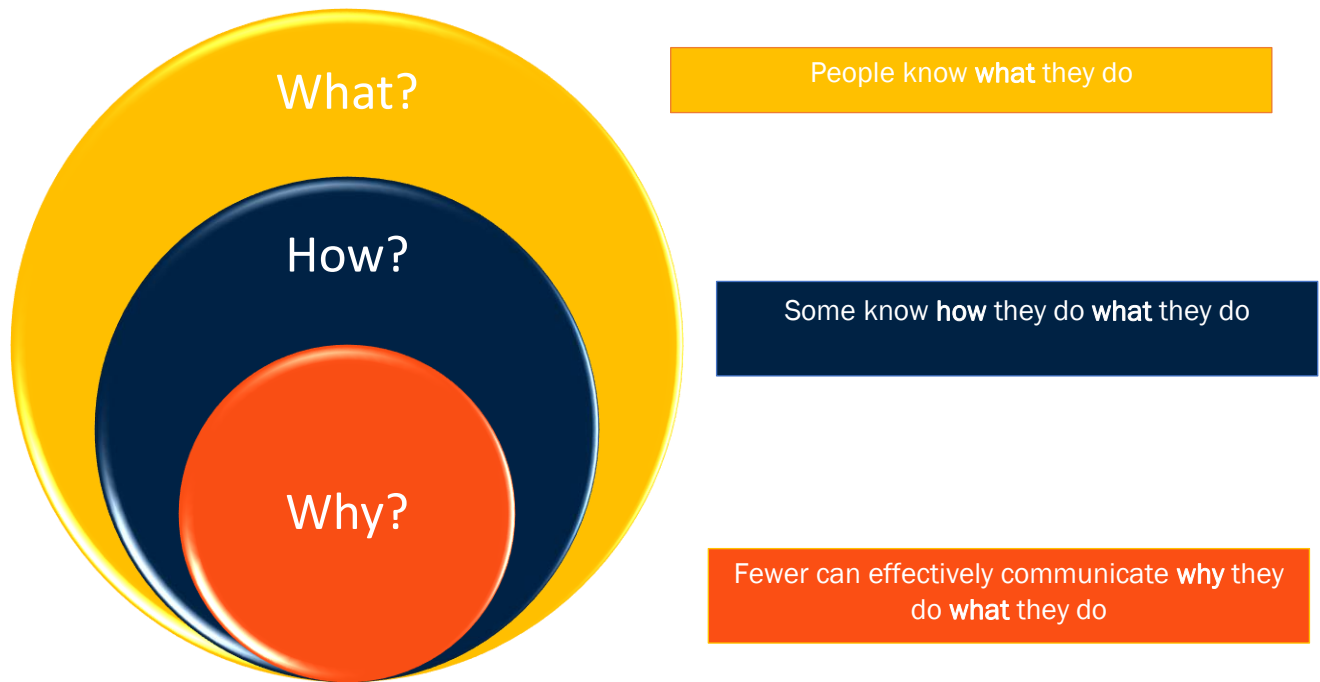 What?
People know what they do
How?
Some know how they do what they do
Why?
Fewer can effectively communicate why they
do what they do